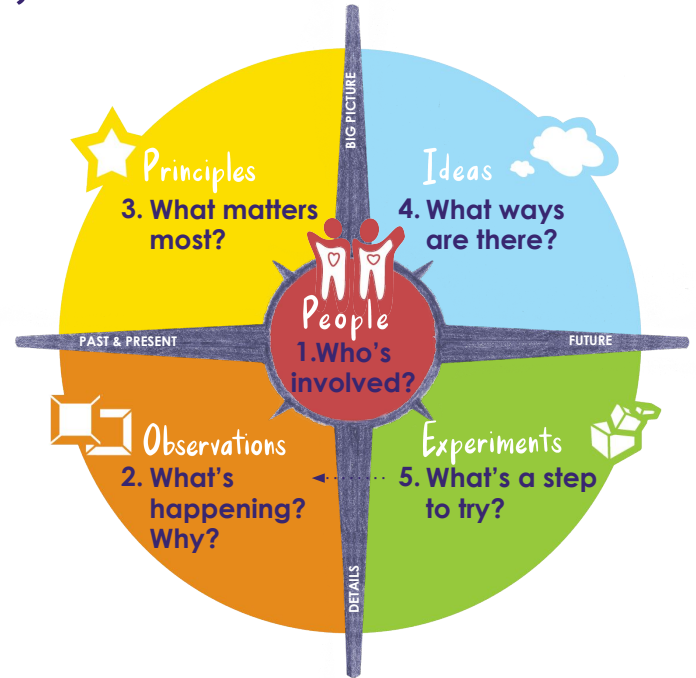 BIG PICTURE
Principles
3. What matters
most?
Ideas
4. What ways
are there?
People
1.Who's
involved?
PAST & PRESENT
FUTURE
Observations
2. What's
happening?
Why?
Experiments
5. What's a step
to try?
DETAILS